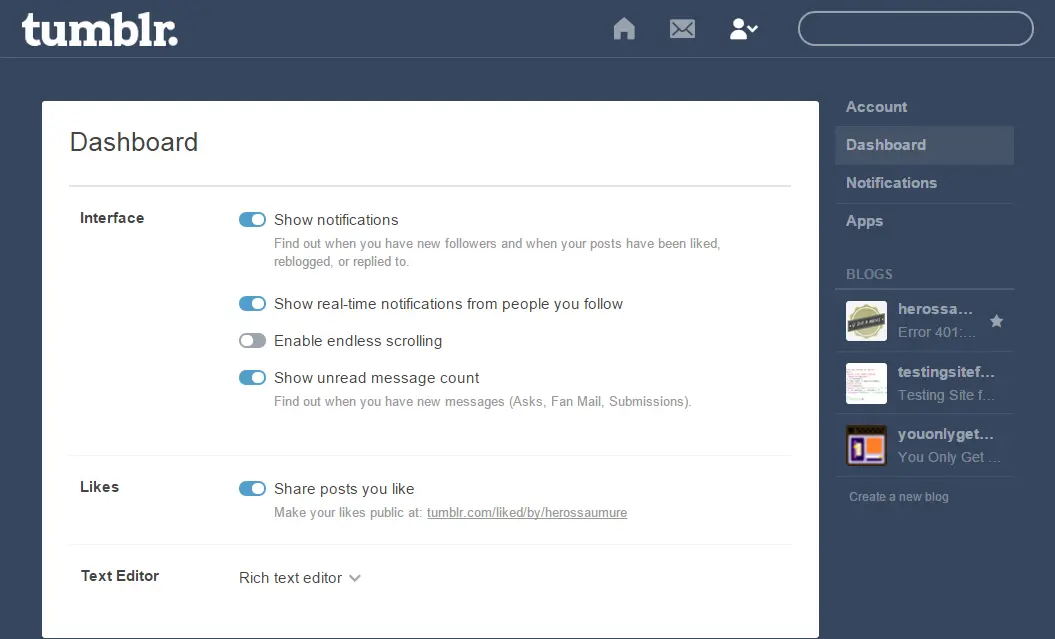 tumblr.
Dashboard
Interface
Show notifications
Find out when you have new followers and when your posts have been liked,
reblogged, or replied to.
Show real-time notifications from people you follow
Enable endless scrolling
Show unread message count
Find out when you have new messages (Asks, Fan Mail, Submissions).
Likes
Share posts you like
Make your likes public at: tumblr.com/liked/by/herossaumure
Text Editor
Rich text editor
Account
Dashboard
Notifications
Apps
BLOGS
herossa...
Error 401:...
testingsitef...
Testing Site f...
youonlyget...
You Only Get ...
Create a new blog